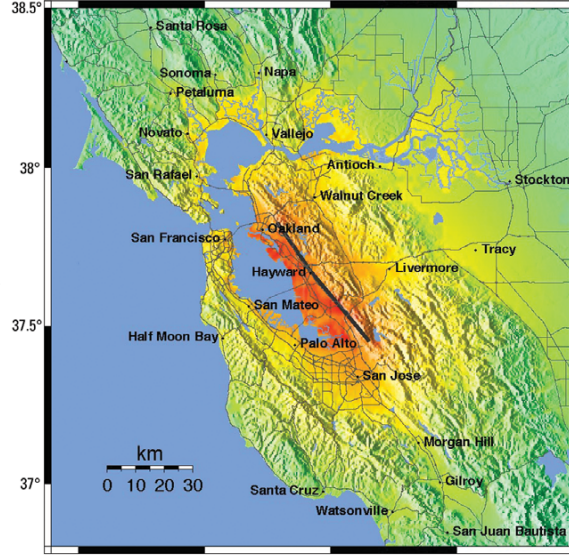 38.5°
Santa Rosa
Sonoma
Napa
Petaluma
Novato
Vallejo
38°
San Rafael
Antioch
Stockton
Walnut Creek
Oakland
San Francisco
Tracy
Hayward
Livermore
San Mateo
37.5°
Half Moon Bay
Palo Alto
San Jose
km
0 10 20 30
Morgan Hill
37°
Santa Cruz
Gilroy
Watsonville
San Juan Bautista